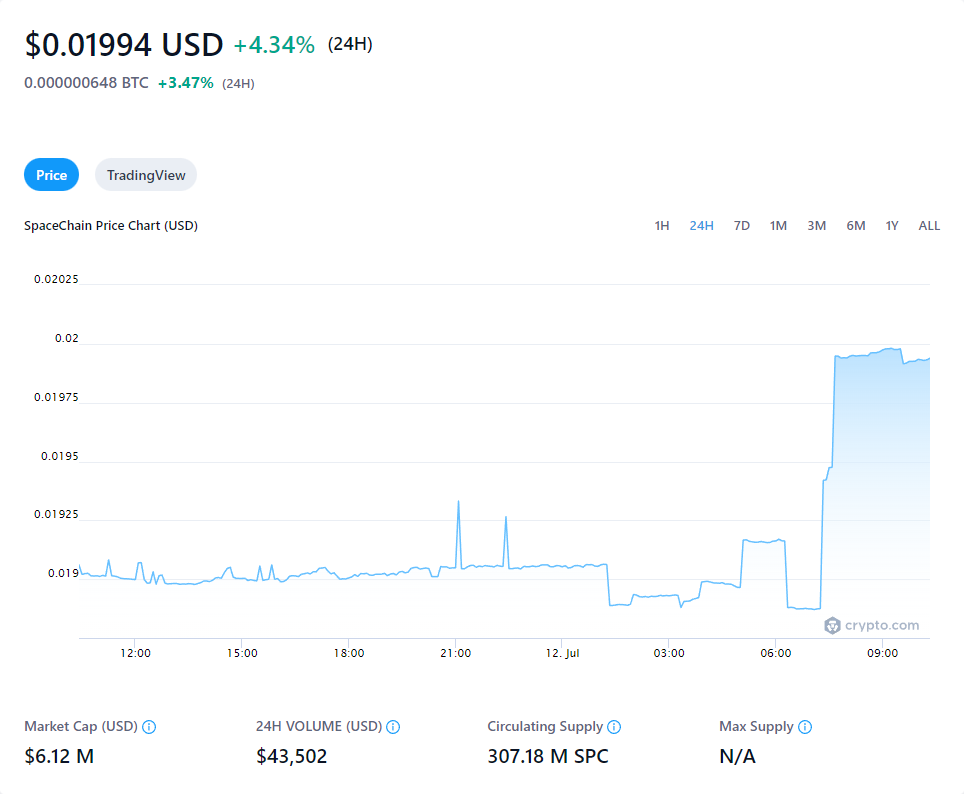 $0.01994 USD +4.34% (24H)
0.000000648 BTC +3.47% (24H)
Price TradingView
SpaceChain Price Chart (USD) 1H 24H 7D 1M 3M 6M 1Y ALL
0.02025
0.02
0.01975
0.0195
0.01925
0.019
crypto.com
12:00 15:00 18:00 21:00 12. Jul 03:00 06:00 09:00
Market Cap (USD) 24H VOLUME (USD) Circulating Supply Max Supply
$6.12 M $43,502 307.18 M SPC N/A